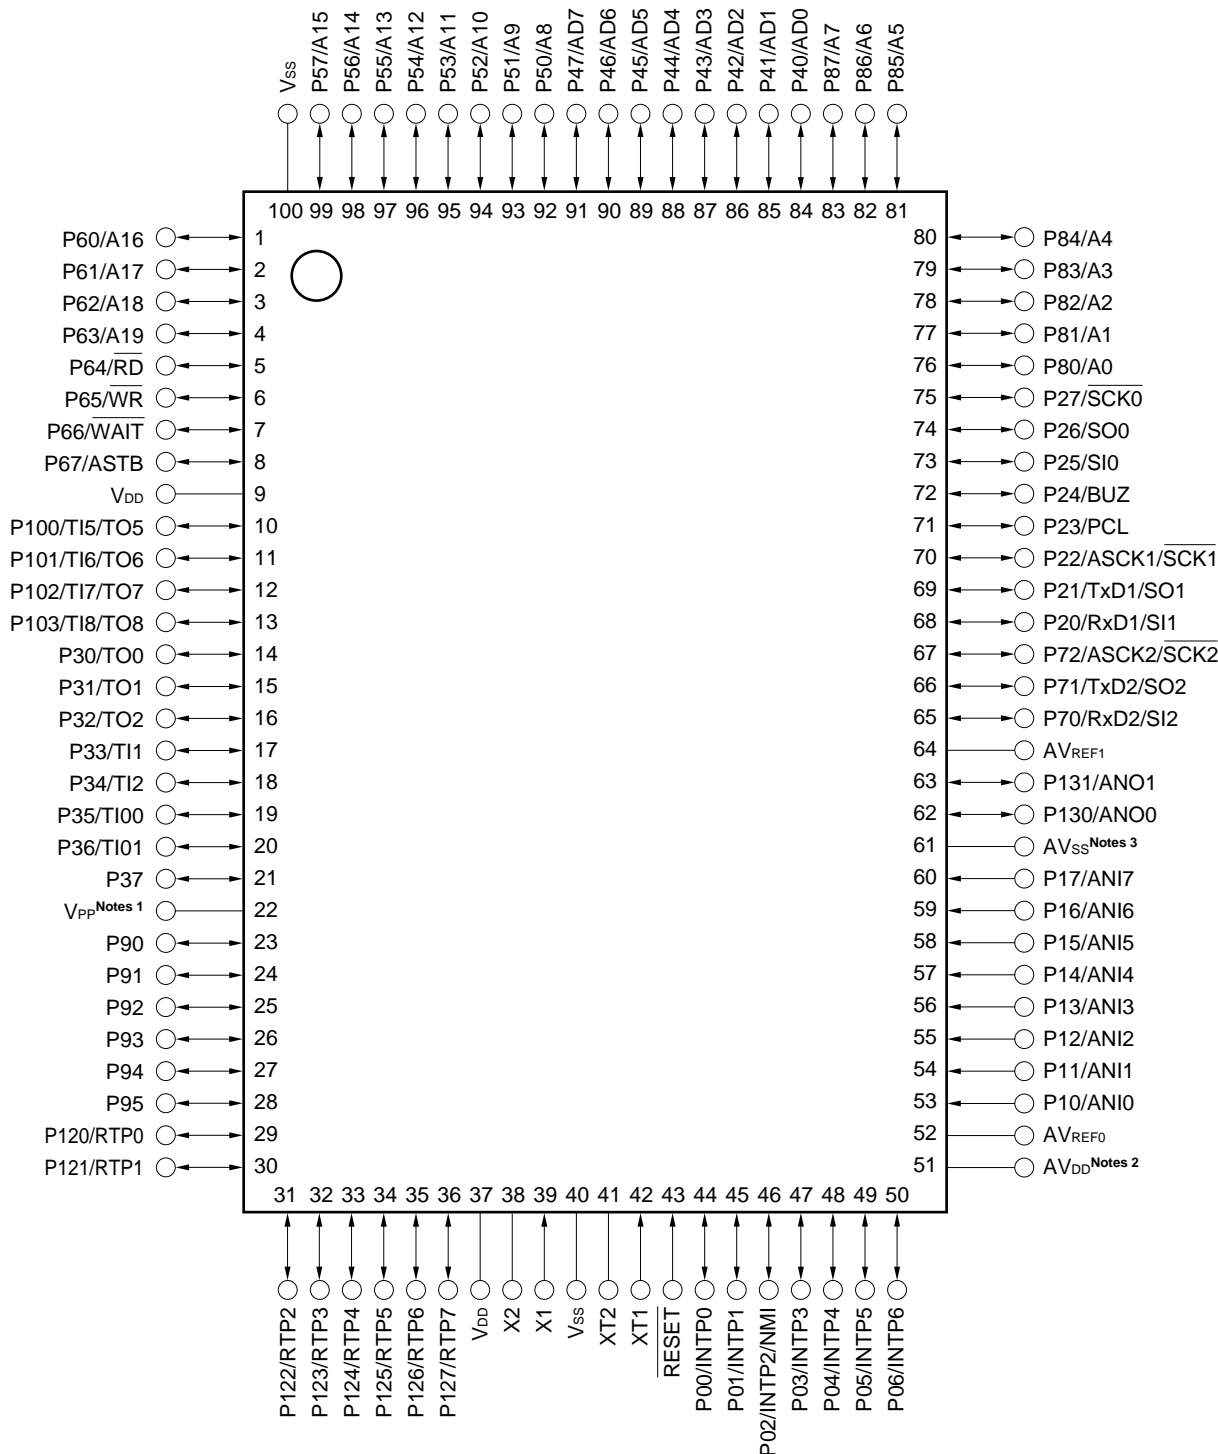 VSS
P57/A15
P56/A14
P55/A13
P54/A12
P53/A11
P52/A10
P51/A9
P50/A8
P47/AD7
P46/AD6
P45/AD5
P44/AD4
P43/AD3
P42/AD2
P41/AD1
P40/AD0
P87/A7
P86/A6
P85/A5
100 99 98 97 96 95 94 93 92 91 90 89 88 87 86 85 84 83 82 81
P60/A16 1
P61/A17 2
P62/A18 3
P63/A19 4
P64/R̅D̅ 5
P65/W̅R̅ 6
P66/W̅A̅I̅T̅ 7
P67/ASTB 8
VDD 9
P100/TI5/TO5 10
P101/TI6/TO6 11
P102/TI7/TO7 12
P103/TI8/TO8 13
P30/TO0 14
P31/TO1 15
P32/TO2 16
P33/TI1 17
P34/TI2 18
P35/TI00 19
P36/TI01 20
P37 21
VPP Notes 1 22
P90 23
P91 24
P92 25
P93 26
P94 27
P95 28
P120/RTP0 29
P121/RTP1 30
80 P84/A4
79 P83/A3
78 P82/A2
77 P81/A1
76 P80/A0
75 P27/S̅C̅K̅0̅
74 P26/SO0
73 P25/SI0
72 P24/BUZ
71 P23/PCL
70 P22/ASCK1/S̅C̅K̅1̅
69 P21/TxD1/SO1
68 P20/RxD1/SI1
67 P72/ASCK2/S̅C̅K̅2̅
66 P71/TxD2/SO2
65 P70/RxD2/SI2
64 AVREF1
63 P131/ANO1
62 P130/ANO0
61 AVSS Notes 3
60 P17/ANI7
59 P16/ANI6
58 P15/ANI5
57 P14/ANI4
56 P13/ANI3
55 P12/ANI2
54 P11/ANI1
53 P10/ANI0
52 AVREF0
51 AVDD Notes 2
31 32 33 34 35 36 37 38 39 40 41 42 43 44 45 46 47 48 49 50
P122/RTP2
P123/RTP3
P124/RTP4
P125/RTP5
P126/RTP6
P127/RTP7
VDD
X2
X1
VSS
XT2
XT1
R̅E̅S̅E̅T̅
P00/INTP0
P01/INTP1
P02/INTP2/NMI
P03/INTP3
P04/INTP4
P05/INTP5
P06/INTP6